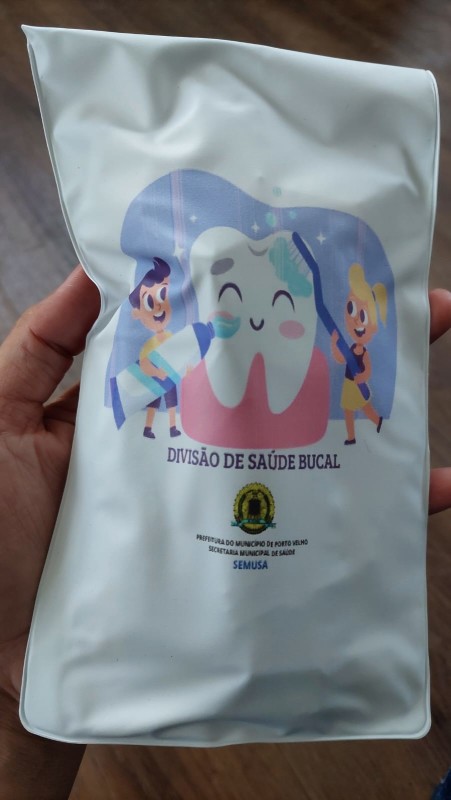 DIVISÃO DE SAÚDE BUCAL
PREFEITURA DO MUNICÍPIO DE PORTO VELHO
SECRETARIA MUNICIPAL DE SAÚDE
SEMUSA